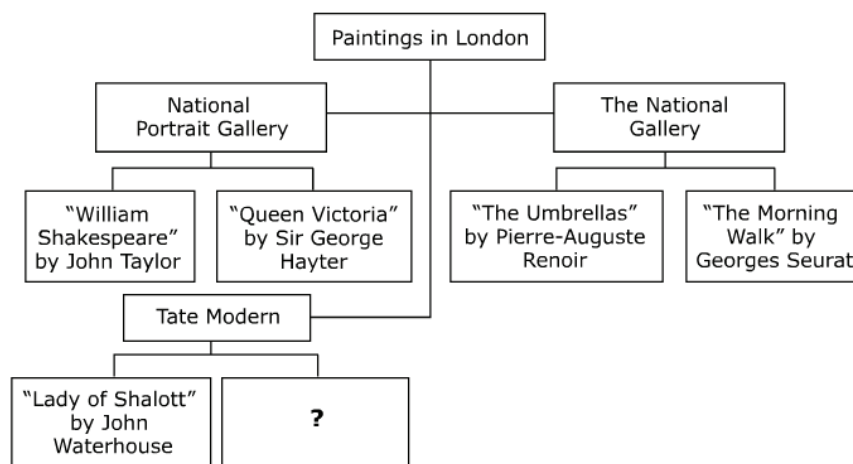 Paintings in London
National
Portrait Gallery
The National
Gallery
“William
Shakespeare”
by John Taylor
“Queen Victoria”
by Sir George
Hayter
“The Umbrellas”
by Pierre-Auguste
Renoir
“The Morning
Walk” by
Georges Seurat
Tate Modern
“Lady of Shalott”
by John
Waterhouse
?